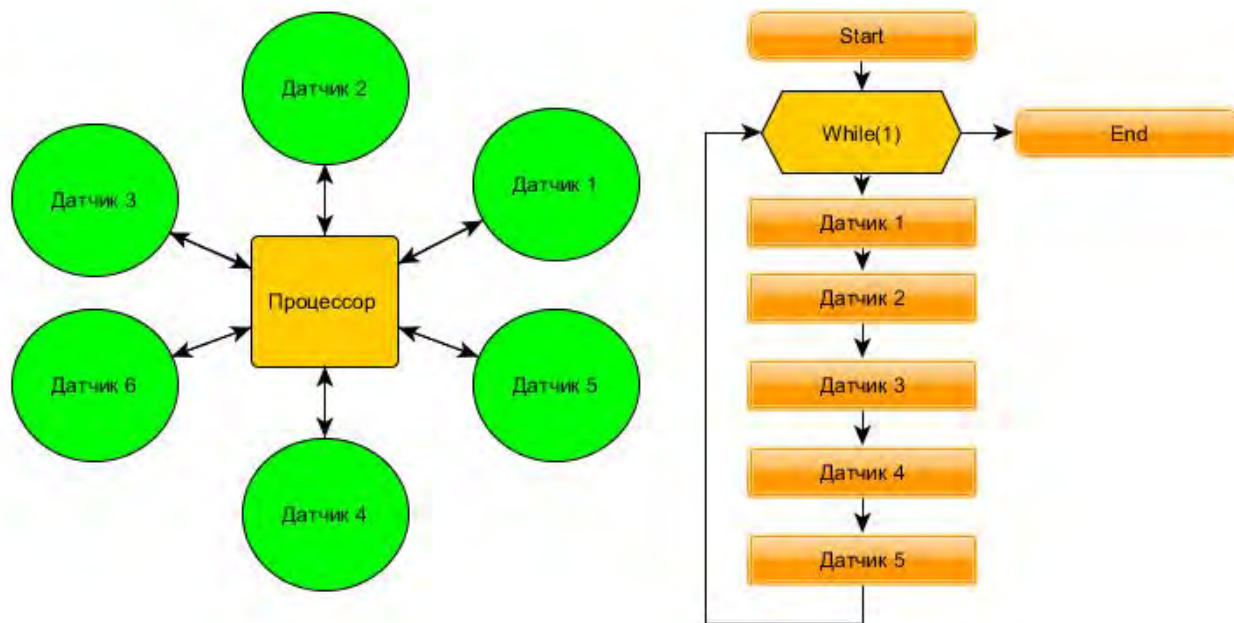 Датчик 2
Датчик 1
Датчик 3
Процессор
Датчик 6
Датчик 5
Датчик 4
Start
While(1)
End
Датчик 1
Датчик 2
Датчик 3
Датчик 4
Датчик 5